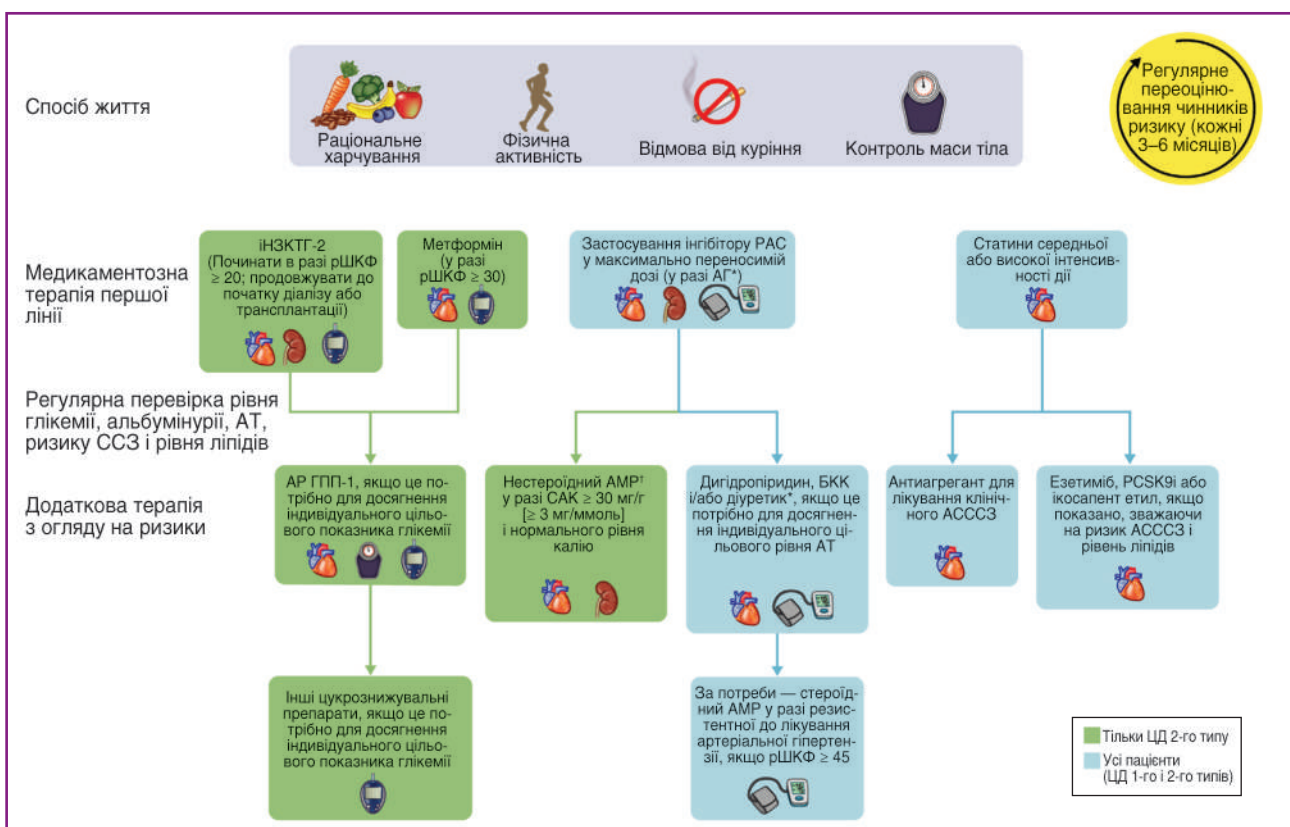 Спосіб життя
Раціональне
харчування
Фізична
активність
Відмова від куріння
Контроль маси тіла
Регулярне
переоціню-
вання чинників
ризику (кожні
3–6 місяців)
Медикаментозна
терапія першої
лінії
іНЗКТГ-2
(Починати в разі рШКФ
≥ 20; продовжувати до
початку діалізу або
трансплантації)
Метформін
(у разі
рШКФ ≥ 30)
Застосування інгібітору РАС
у максимально переносимій
дозі (у разі АГ*)
Статини середньої
або високої інтенсив-
ності дії
Регулярна перевірка рівня
глікемії, альбумінурії, АТ,
ризику ССЗ і рівня ліпідів
Додаткова терапія
з огляду на ризики
АР ГПП-1, якщо це по-
трібно для досягнення
індивідуального цільо-
вого показника глікемії
Нестероїдний АМР†
у разі САК ≥ 30 мг/г
[≥ 3 мг/ммоль]
і нормального рівня
калію
Дигідропіридин, БКК
і/або діуретик*, якщо це
потрібно для досягнен-
ня індивідуального ці-
льового рівня АТ
Антиагрегант для
лікування клініч-
ного АСССЗ
Езетиміб, PCSK9i або
ікосапент етил, якщо
показано, зважаючи
на ризик АСССЗ і
рівень ліпідів
Інші цукрознижувальні
препарати, якщо це по-
трібно для досягнення
індивідуального цільо-
вого показника глікемії
За потреби — стероїд-
ний АМР у разі резис-
тентної до лікування
артеріальної гіпертен-
зії, якщо рШКФ ≥ 45
Тільки ЦД 2-го типу
Усі пацієнти
(ЦД 1-го і 2-го типів)